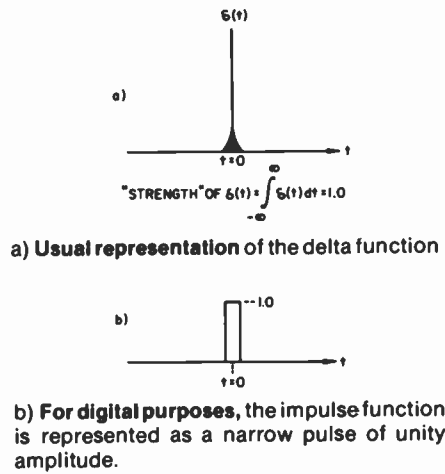 δ(t)
a)
t
t=0
∞
"STRENGTH" OF δ(t) = ∫ δ(t) dt = 1.0
-∞
a) Usual representation of the delta function
1.0
b)
t
t=0
b) For digital purposes, the impulse function
is represented as a narrow pulse of unity
amplitude.